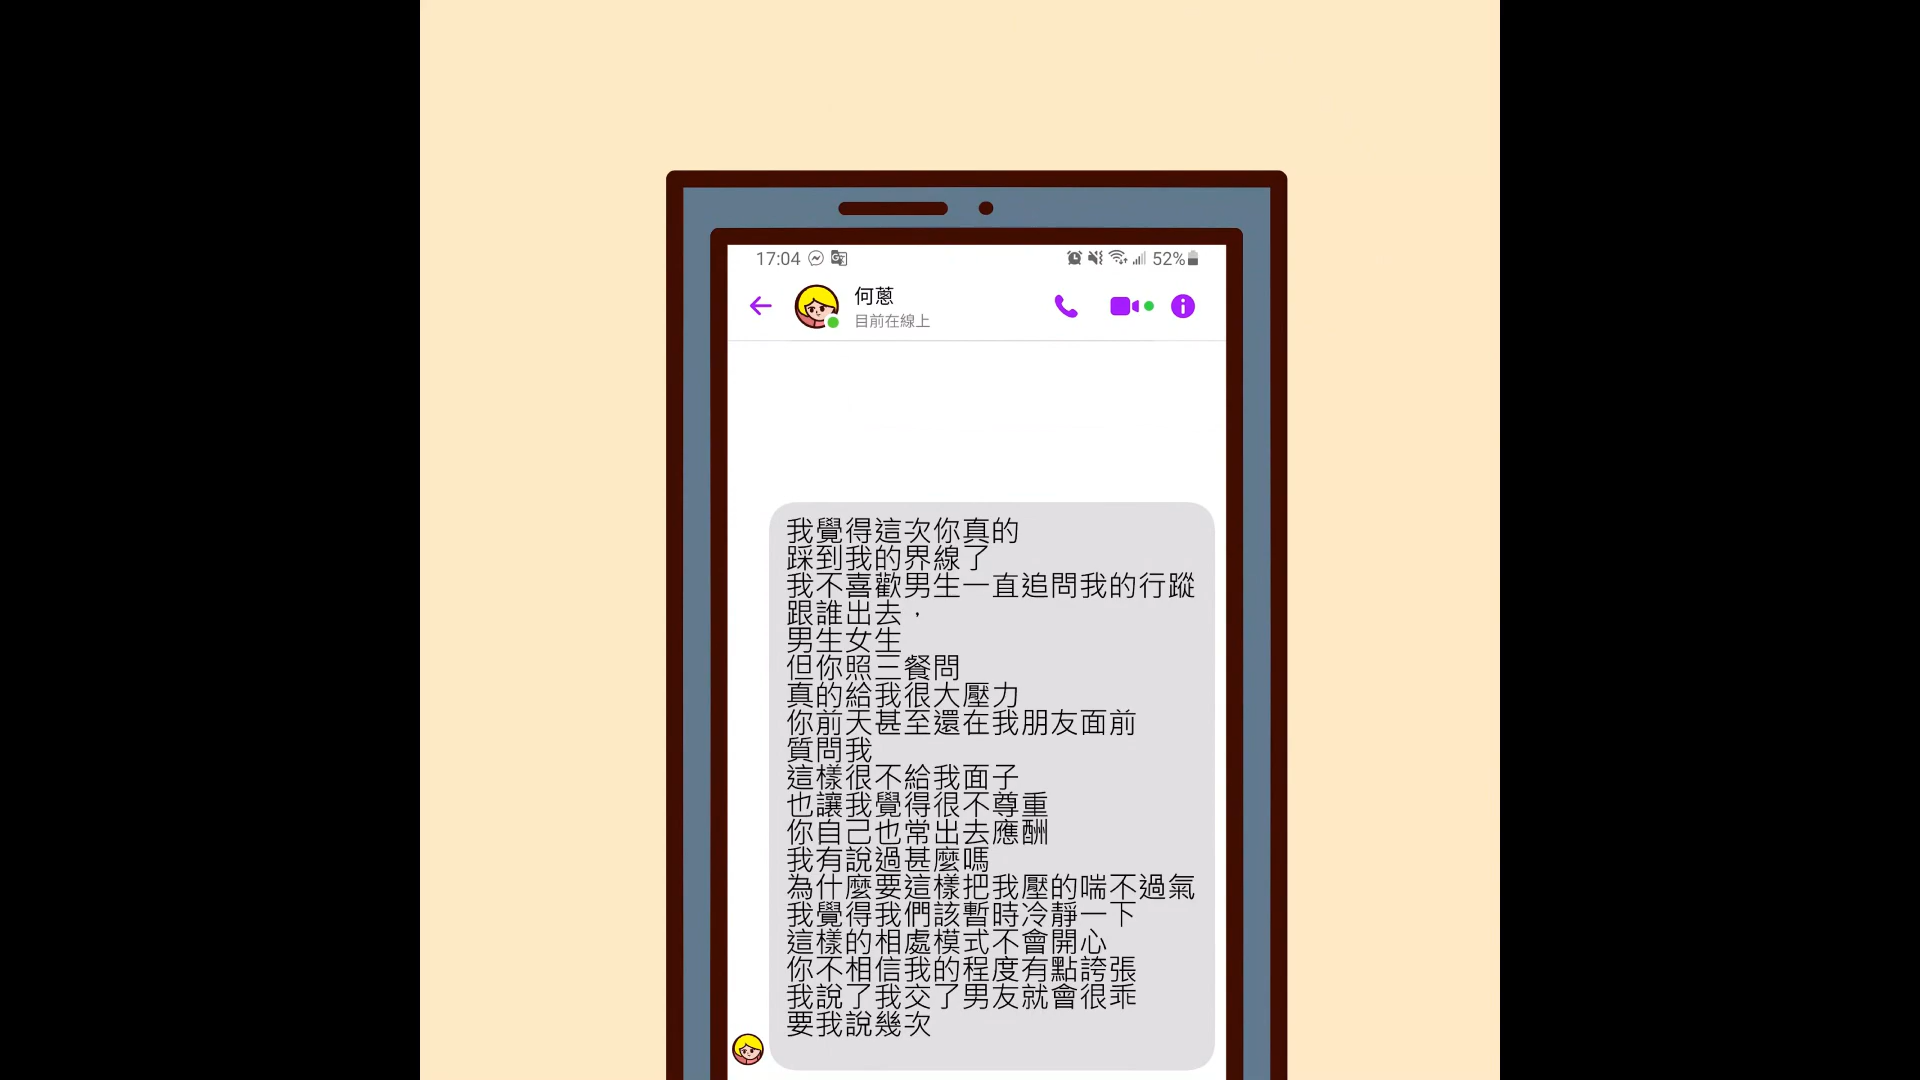 17:04
52%
何蔥
目前在線上
我覺得這次你真的
踩到我的界線了
我不喜歡男生一直追問我的行蹤
跟誰出去，
男生女生
但你照三餐問
真的給我很大壓力
你前天甚至還在我朋友面前
質問我
這樣很不給我面子
也讓我覺得很不尊重
你自己也常出去應酬
我有說過甚麼嗎
為什麼要這樣把我壓的喘不過氣
我覺得我們該暫時冷靜一下
這樣的相處模式不會開心
你不相信我的程度有點誇張
我說了我交了男友就會很乖
要我說幾次